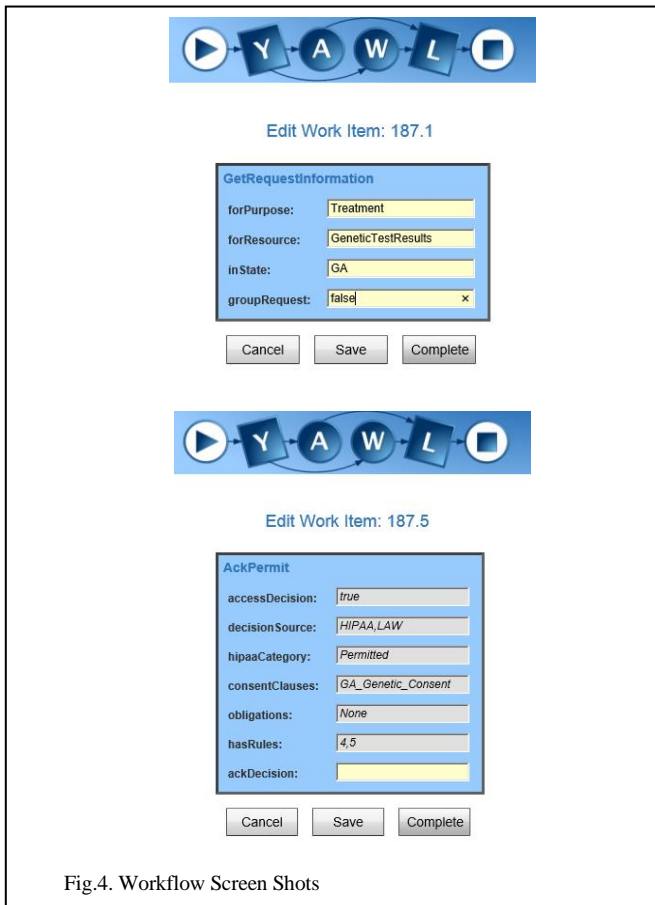 Y A W L
Edit Work Item: 187.1
GetRequestInformation
forPurpose: Treatment
forResource: GeneticTestResults
inState: GA
groupRequest: false ×
Cancel Save Complete
Y A W L
Edit Work Item: 187.5
AckPermit
accessDecision: true
decisionSource: HIPAA,LAW
hipaaCategory: Permitted
consentClauses: GA_Genetic_Consent
obligations: None
hasRules: 4,5
ackDecision:
Cancel Save Complete
Fig.4. Workflow Screen Shots